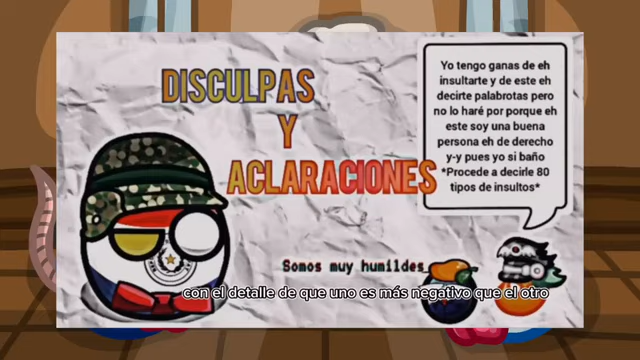 DISCULPAS
Y
ACLARACIONES
Yo tengo ganas de eh
insultarte y de este eh
decirte palabrotas pero
no lo haré por porque eh
este soy una buena
persona eh de derecho
y-y pues yo si baño
*Procede a decirle 80
tipos de insultos*
Somos muy humildes
con el detalle de que uno es más negativo que el otro